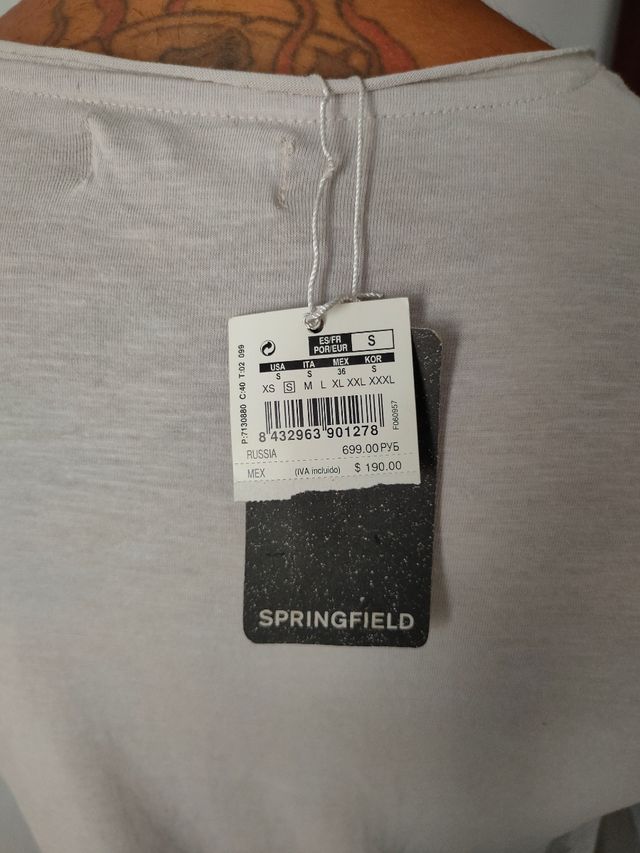 ES/FR
POR/EUR S
USA ITA MEX KOR
S S 36 S
XS S M L XL XXL XXXL
8 432963 901278
RUSSIA 699.00 РУБ
MEX (IVA incluido) $ 190.00
P:7130880 C:40 T:02 099
F060957
SPRINGFIELD